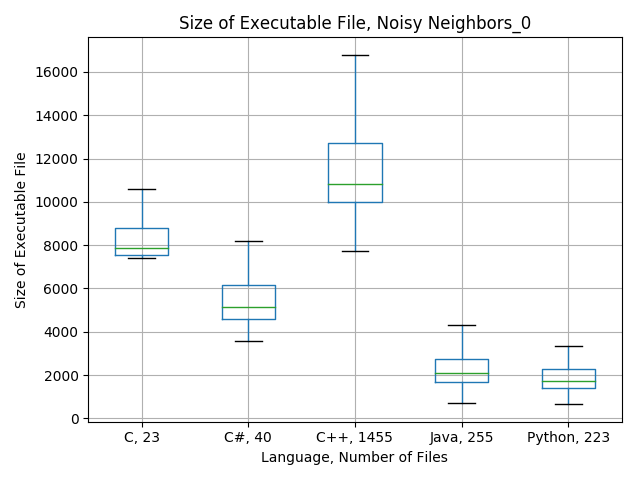 Size of Executable File, Noisy Neighbors_0
16000
14000
12000
10000
8000
6000
4000
2000
0
Size of Executable File
C, 23
C#, 40
C++, 1455
Java, 255
Python, 223
Language, Number of Files